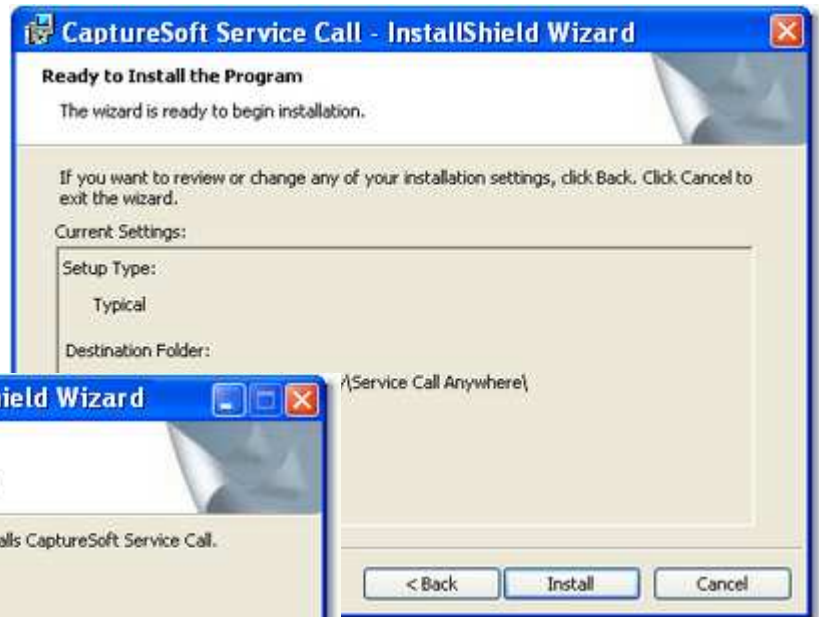 CaptureSoft Service Call - InstallShield Wizard
Ready to Install the Program
The wizard is ready to begin installation.
If you want to review or change any of your installation settings, click Back. Click Cancel to
exit the wizard.
Current Settings:
Setup Type:
Typical
Destination Folder:
\Service Call Anywhere\
< Back
Install
Cancel
Wizard
CaptureSoft Service Call.